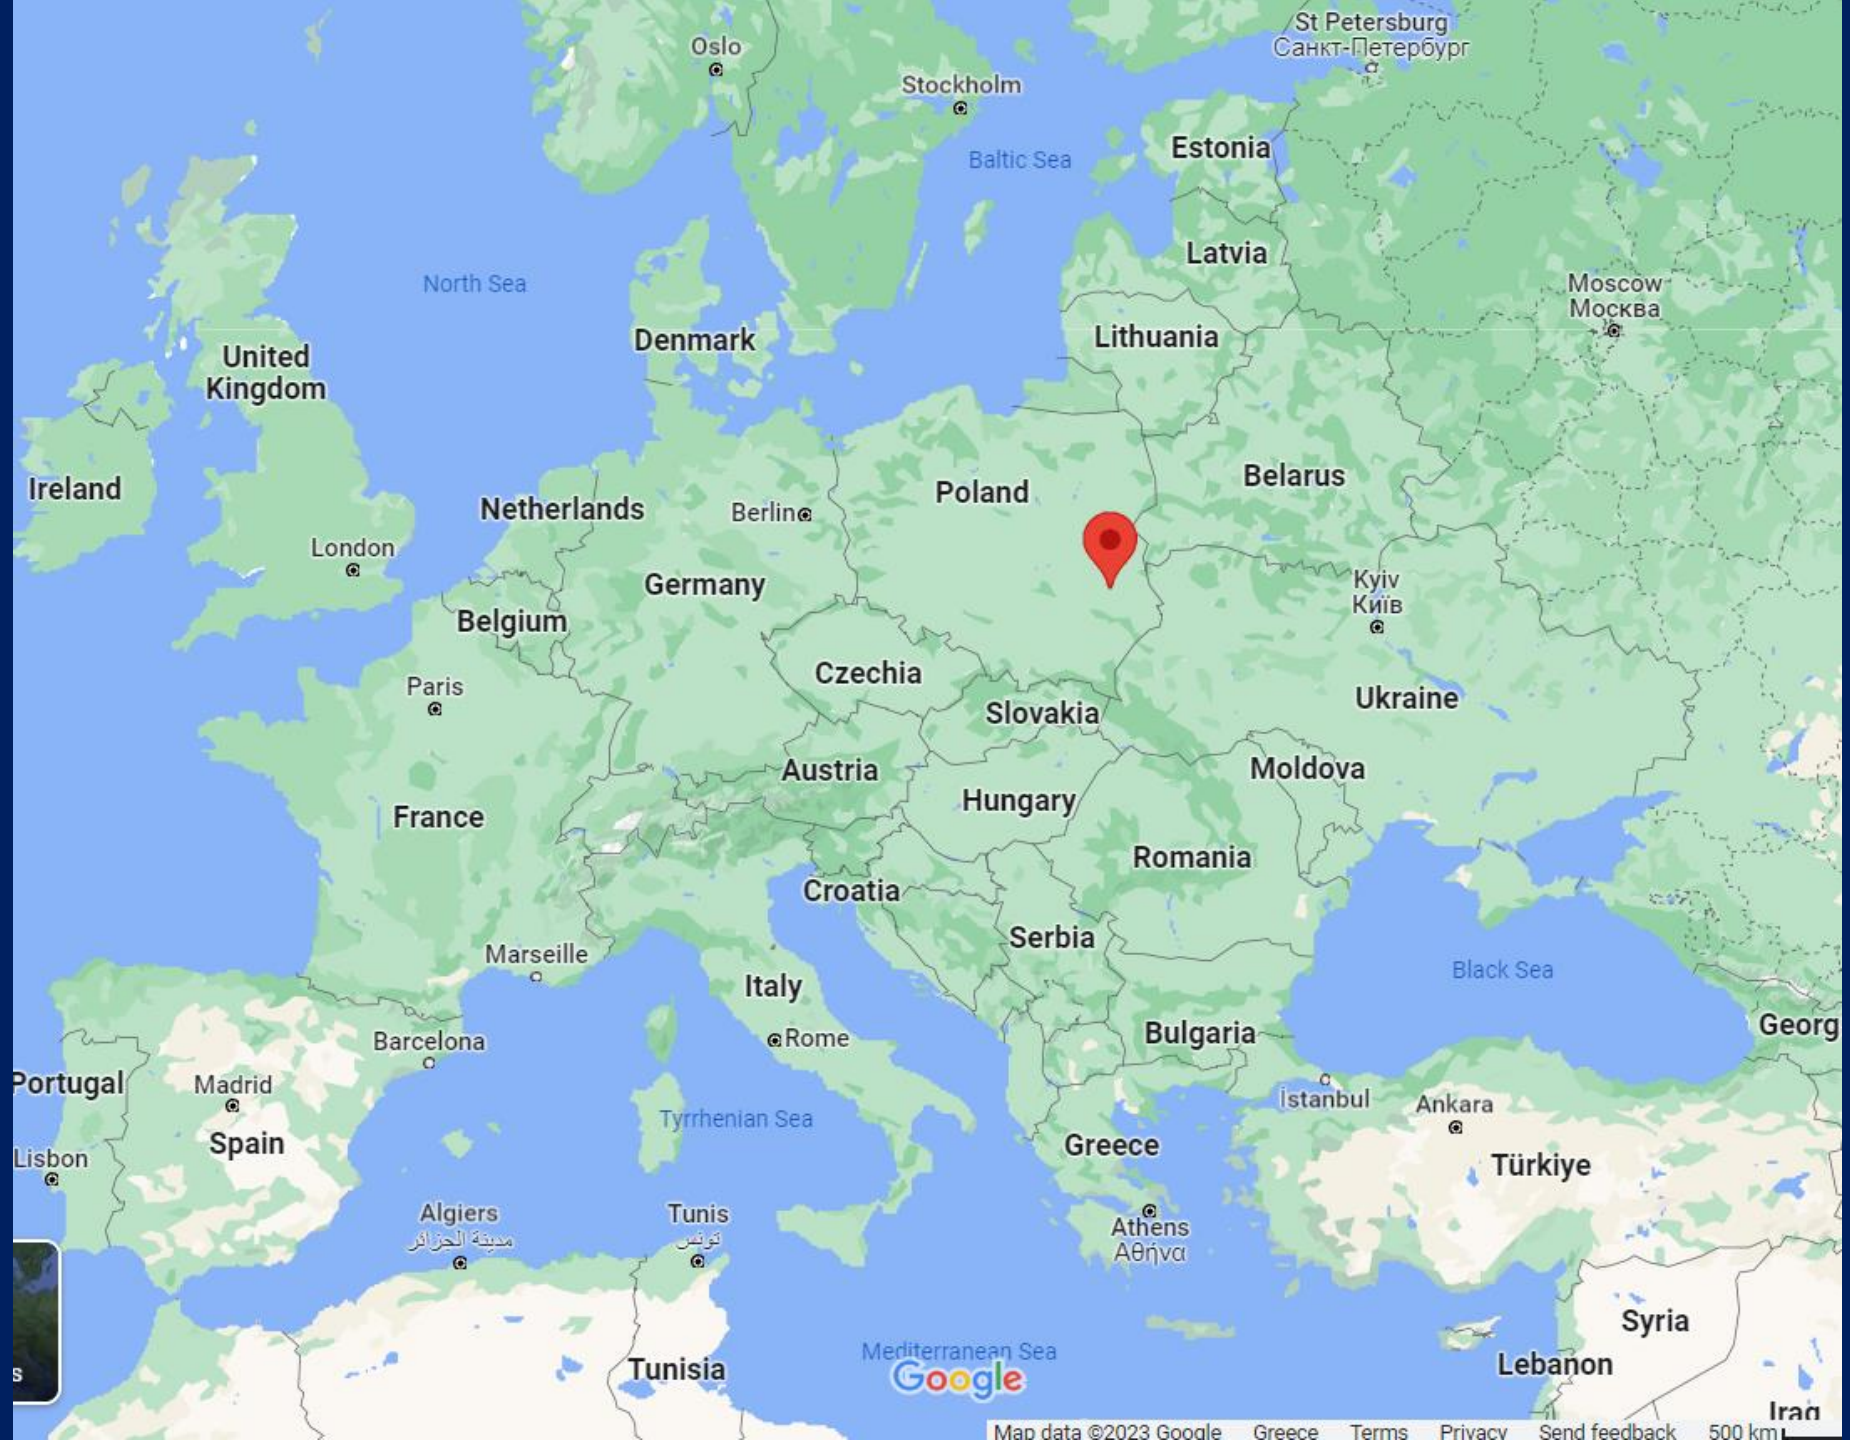 St Petersburg
Санкт-Петербург
Oslo
Stockholm
Estonia
Baltic Sea
Latvia
North Sea
Moscow
Москва
Denmark
Lithuania
United
Kingdom
Ireland
Netherlands
Berlin
Poland
Belarus
London
Germany
Kyiv
Київ
Belgium
Czechia
Paris
Slovakia
Ukraine
Austria
Moldova
Hungary
France
Romania
Croatia
Serbia
Marseille
Italy
Black Sea
Bulgaria
Georg
Barcelona
Rome
Portugal
Madrid
İstanbul
Ankara
Tyrrhenian Sea
Spain
Greece
Türkiye
Lisbon
Algiers
مدينة الجزائر
Tunis
تونس
Athens
Αθήνα
Syria
Mediterranean Sea
Lebanon
s
Tunisia
Google
Iraq
Map data ©2023 Google Greece Terms Privacy Send feedback 500 km